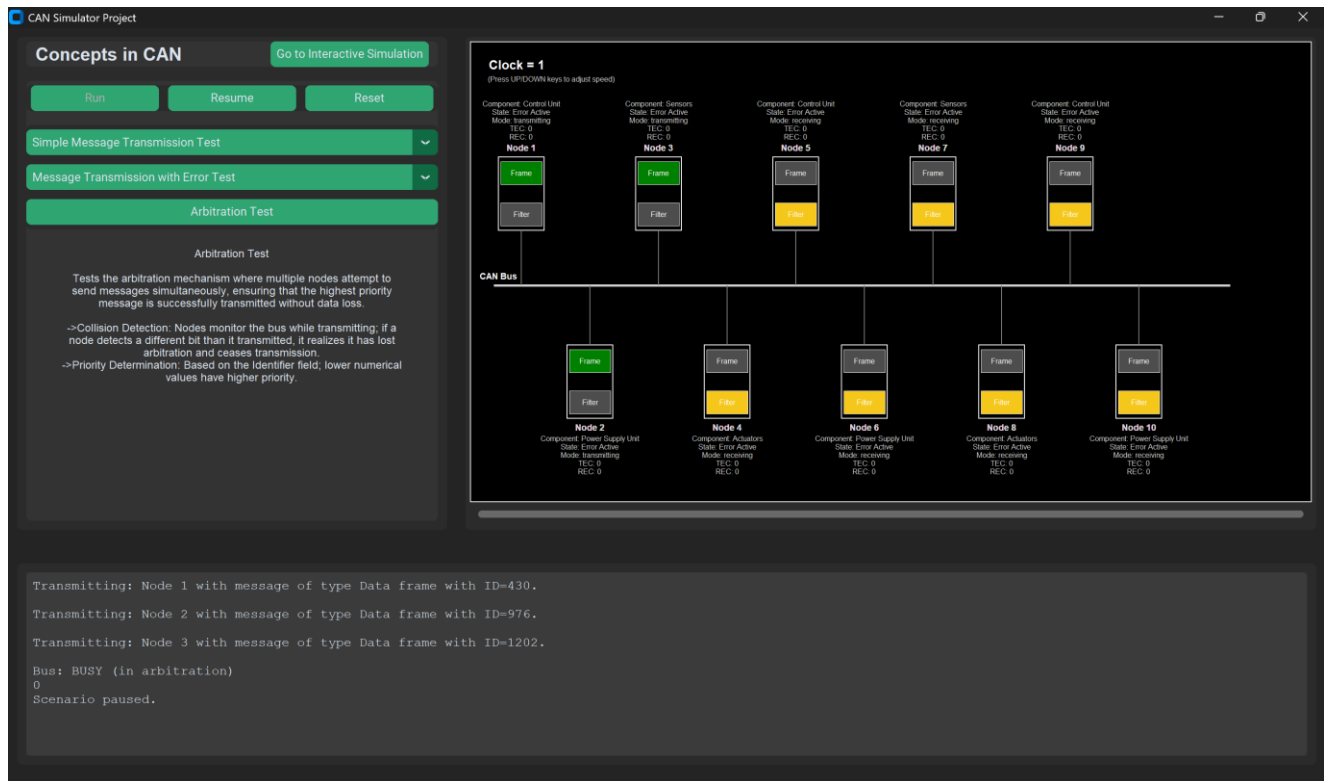 CAN Simulator Project
Concepts in CAN
Go to Interactive Simulation
Run
Resume
Reset
Simple Message Transmission Test
Message Transmission with Error Test
Arbitration Test
Arbitration Test
Tests the arbitration mechanism where multiple nodes attempt to
send messages simultaneously, ensuring that the highest priority
message is successfully transmitted without data loss.
->Collision Detection: Nodes monitor the bus while transmitting; if a
node detects a different bit than it transmitted, it realizes it has lost
arbitration and ceases transmission.
->Priority Determination: Based on the Identifier field; lower numerical
values have higher priority.
Clock = 1
(Press UP/DOWN keys to adjust speed)
Component: Control Unit
State: Error Active
Mode: transmitting
TEC: 0
REC: 0
Node 1
Frame
Filter
Component: Sensors
State: Error Active
Mode: transmitting
TEC: 0
REC: 0
Node 3
Frame
Filter
Component: Control Unit
State: Error Active
Mode: receiving
TEC: 0
REC: 0
Node 5
Frame
Filter
Component: Sensors
State: Error Active
Mode: receiving
TEC: 0
REC: 0
Node 7
Frame
Filter
Component: Control Unit
State: Error Active
Mode: receiving
TEC: 0
REC: 0
Node 9
Frame
Filter
CAN Bus
Frame
Filter
Node 2
Component: Power Supply Unit
State: Error Active
Mode: transmitting
TEC: 0
REC: 0
Frame
Filter
Node 4
Component: Actuators
State: Error Active
Mode: receiving
TEC: 0
REC: 0
Frame
Filter
Node 6
Component: Power Supply Unit
State: Error Active
Mode: receiving
TEC: 0
REC: 0
Frame
Filter
Node 8
Component: Actuators
State: Error Active
Mode: receiving
TEC: 0
REC: 0
Frame
Filter
Node 10
Component: Power Supply Unit
State: Error Active
Mode: receiving
TEC: 0
REC: 0
Transmitting: Node 1 with message of type Data frame with ID=430.
Transmitting: Node 2 with message of type Data frame with ID=976.
Transmitting: Node 3 with message of type Data frame with ID=1202.
Bus: BUSY (in arbitration)
0
Scenario paused.